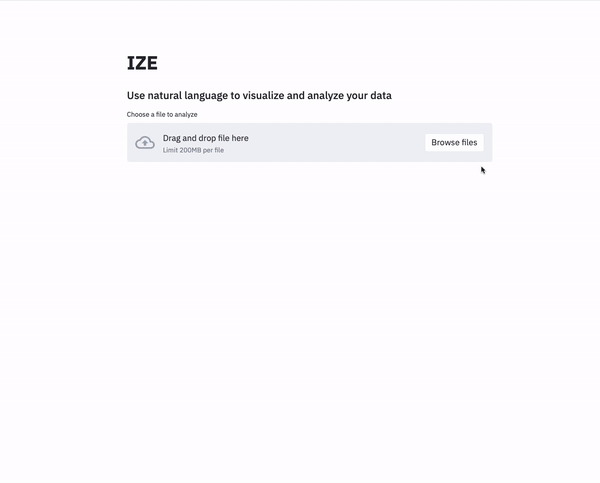 IZE
Use natural language to visualize and analyze your data
Choose a file to analyze
Drag and drop file here
Limit 200MB per file
Browse files